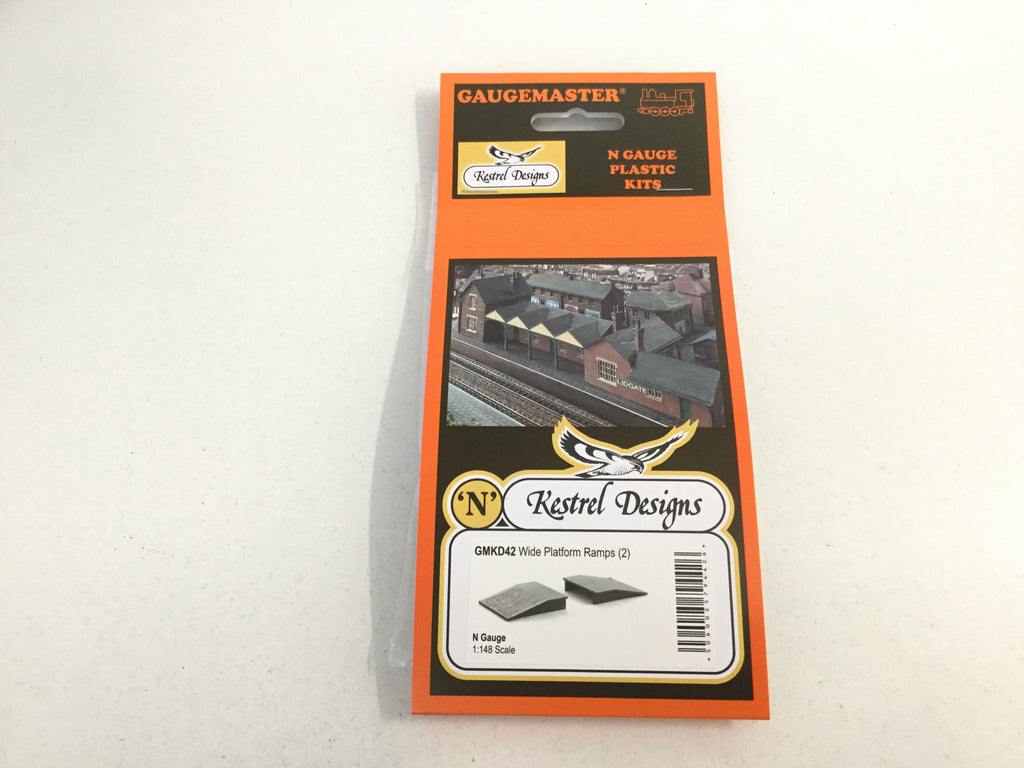 GAUGEMASTER®
Kestrel Designs
N GAUGE
PLASTIC
KITS
LIDGATE
'N'
Kestrel Designs
GMKD42 Wide Platform Ramps (2)
N Gauge
1:148 Scale